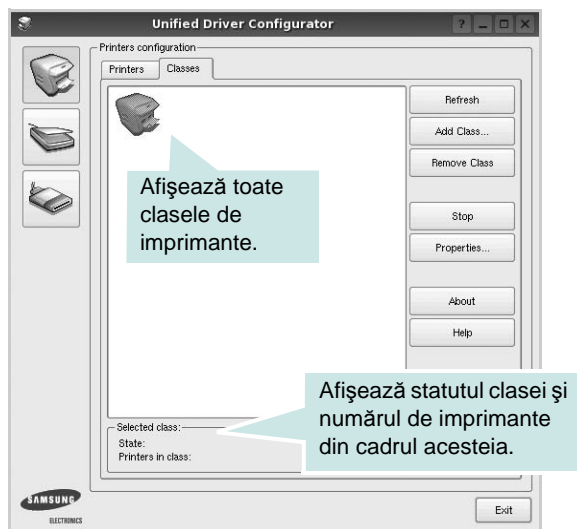 Unified Driver Configurator
Printers configuration
Printers
Classes
Refresh
Add Class...
Remove Class
Stop
Properties...
About
Help
Afişează toate
clasele de
imprimante.
Afişează statutul clasei şi
numărul de imprimante
din cadrul acesteia.
Selected class:
State:
Printers in class:
SAMSUNG
ELECTRONICS
Exit